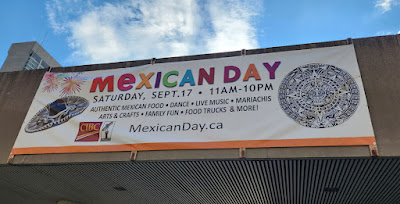 MEXICAN DAY
SATURDAY, SEPT.17 • 11AM-10PM
AUTHENTIC MEXICAN FOOD • DANCE • LIVE MUSIC • MARIACHIS
ARTS & CRAFTS • FAMILY FUN • FOOD TRUCKS & MORE!
CIBC
MexicanDay.ca